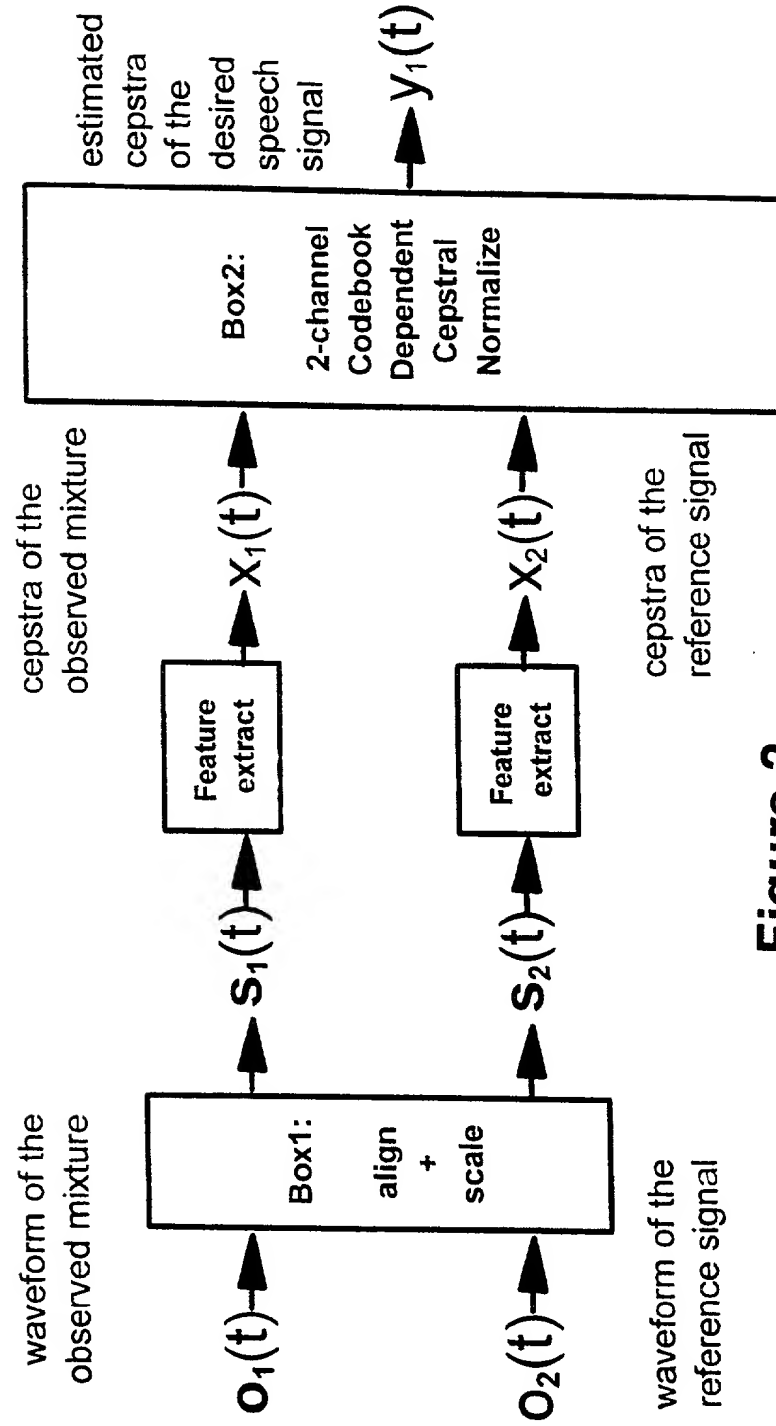 waveform of the
observed mixture
cepstra of the
observed mixture
estimated
cepstra
of the
desired
speech
signal
o₁(t)
Box1:
align
+
scale
s₁(t)
Feature
extract
x₁(t)
Box2:
2-channel
Codebook
Dependent
Cepstral
Normalize
y₁(t)
o₂(t)
s₂(t)
Feature
extract
x₂(t)
waveform of the
reference signal
cepstra of the
reference signal
Figure